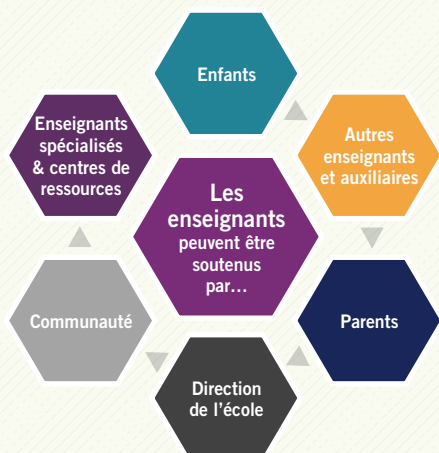 Enfants
Autres
enseignants
et auxiliaires
Parents
Direction
de l'école
Communauté
Enseignants
spécialisés
& centres de
ressources
Les
enseignants
peuvent être
soutenus
par...